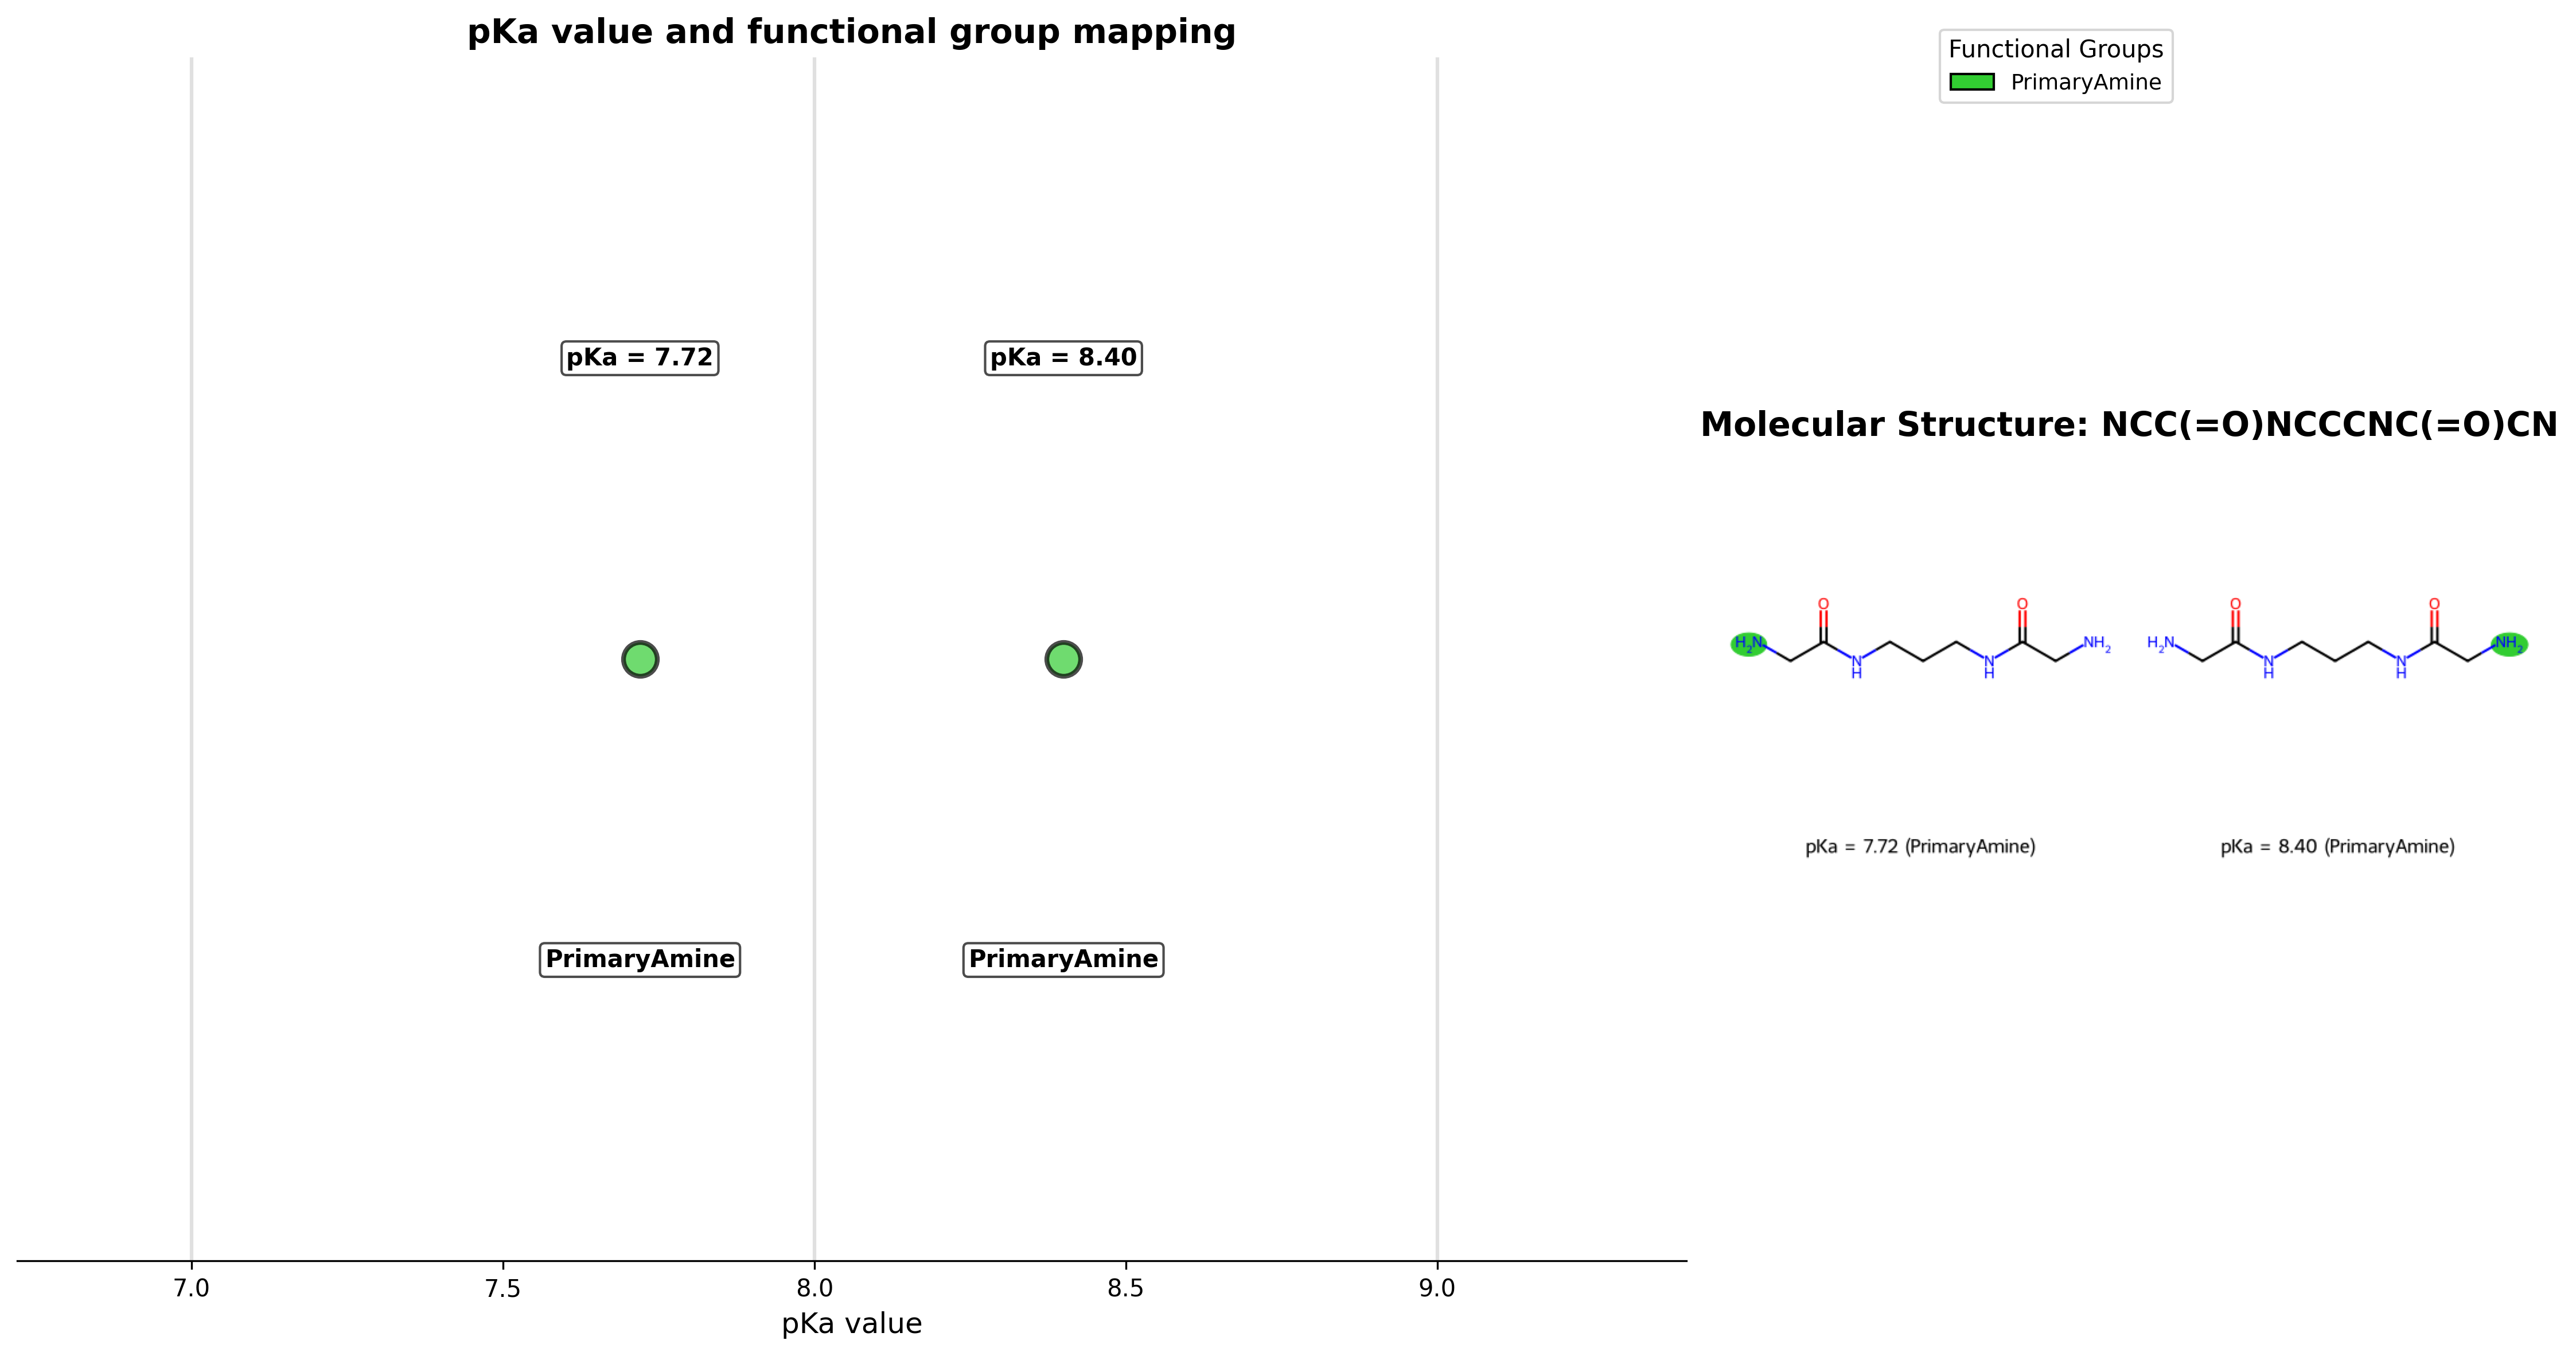 pKa value and functional group mapping
pKa = 7.72
pKa = 8.40
PrimaryAmine
PrimaryAmine
7.0
7.5
8.0
8.5
9.0
pKa value
Functional Groups
PrimaryAmine
Molecular Structure: NCC(=O)NCCCNC(=O)CN
H₂N
O
N
H
N
H
O
NH₂
H₂N
O
N
H
N
H
O
NH₂
pKa = 7.72 (PrimaryAmine)
pKa = 8.40 (PrimaryAmine)